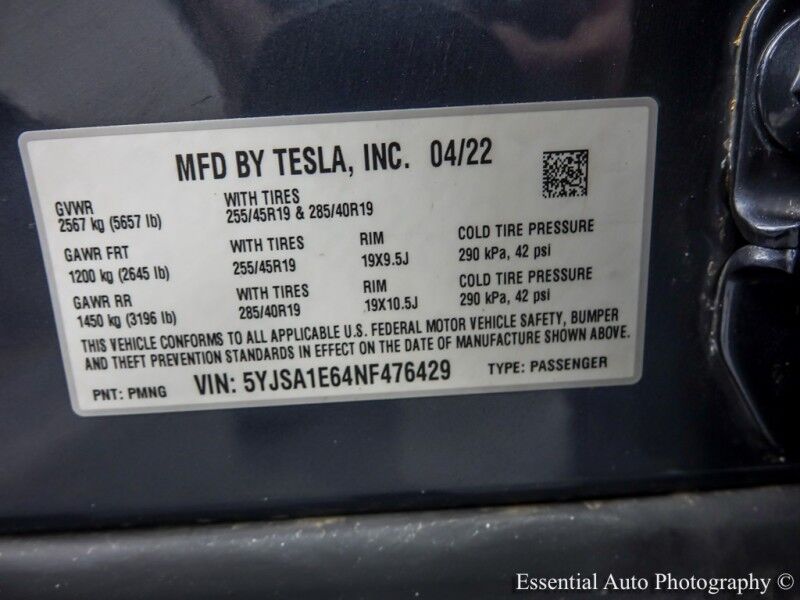 MFD BY TESLA, INC. 04/22
GVWR WITH TIRES
2567 kg (5657 lb) 255/45R19 & 285/40R19
GAWR FRT WITH TIRES RIM COLD TIRE PRESSURE
1200 kg (2645 lb) 255/45R19 19X9.5J 290 kPa, 42 psi
GAWR RR WITH TIRES RIM COLD TIRE PRESSURE
1450 kg (3196 lb) 285/40R19 19X10.5J 290 kPa, 42 psi
THIS VEHICLE CONFORMS TO ALL APPLICABLE U.S. FEDERAL MOTOR VEHICLE SAFETY, BUMPER
AND THEFT PREVENTION STANDARDS IN EFFECT ON THE DATE OF MANUFACTURE SHOWN ABOVE.
PNT: PMNG VIN: 5YJSA1E64NF476429 TYPE: PASSENGER
Essential Auto Photography ©